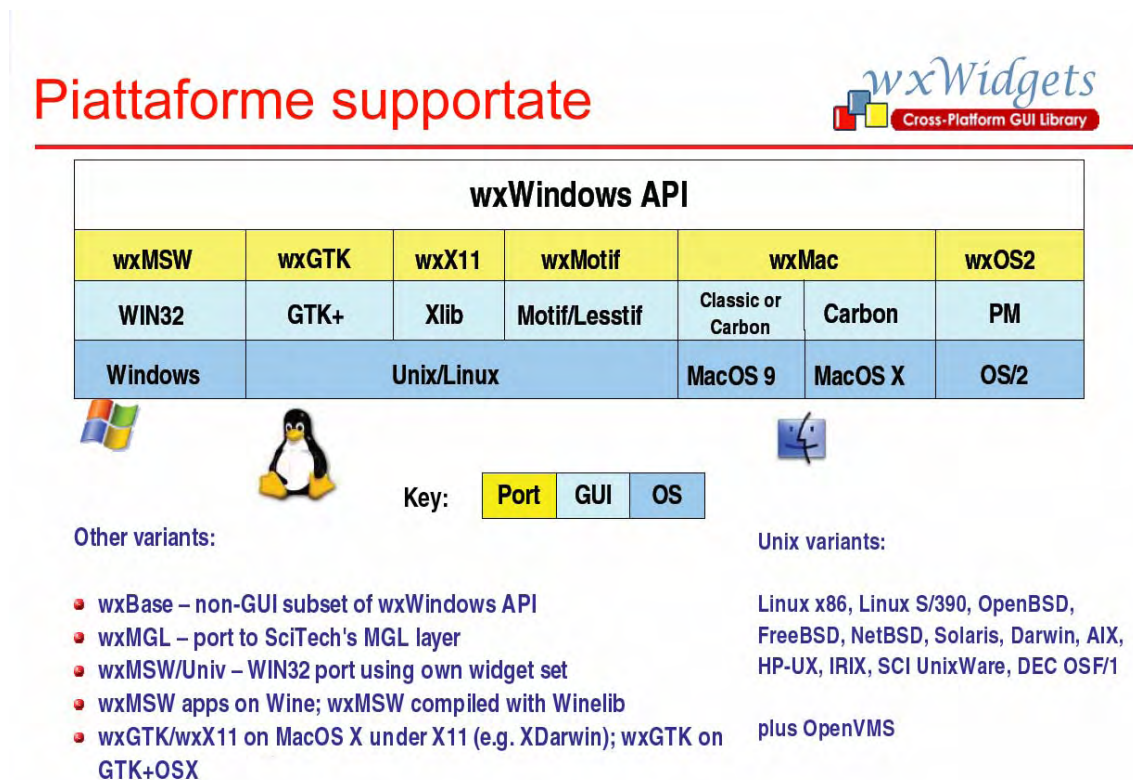 Piattaforme supportate
wxWidgets
Cross-Platform GUI Library
wxWindows API
wxMSW wxGTK wxX11 wxMotif wxMac wxOS2
WIN32 GTK+ Xlib Motif/Lesstif Classic or Carbon Carbon PM
Windows Unix/Linux MacOS 9 MacOS X OS/2
Key: Port GUI OS
Other variants:
wxBase – non-GUI subset of wxWindows API
wxMGL – port to SciTech's MGL layer
wxMSW/Univ – WIN32 port using own widget set
wxMSW apps on Wine; wxMSW compiled with Winelib
wxGTK/wxX11 on MacOS X under X11 (e.g. XDarwin); wxGTK on
GTK+OSX
Unix variants:
Linux x86, Linux S/390, OpenBSD,
FreeBSD, NetBSD, Solaris, Darwin, AIX,
HP-UX, IRIX, SCI UnixWare, DEC OSF/1
plus OpenVMS